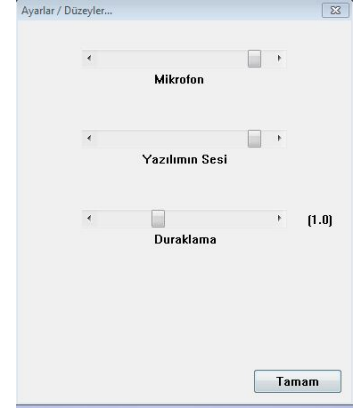 Ayarlar / Düzeyler...
Mikrofon
Yazılımın Sesi
(1.0)
Duraklama
Tamam